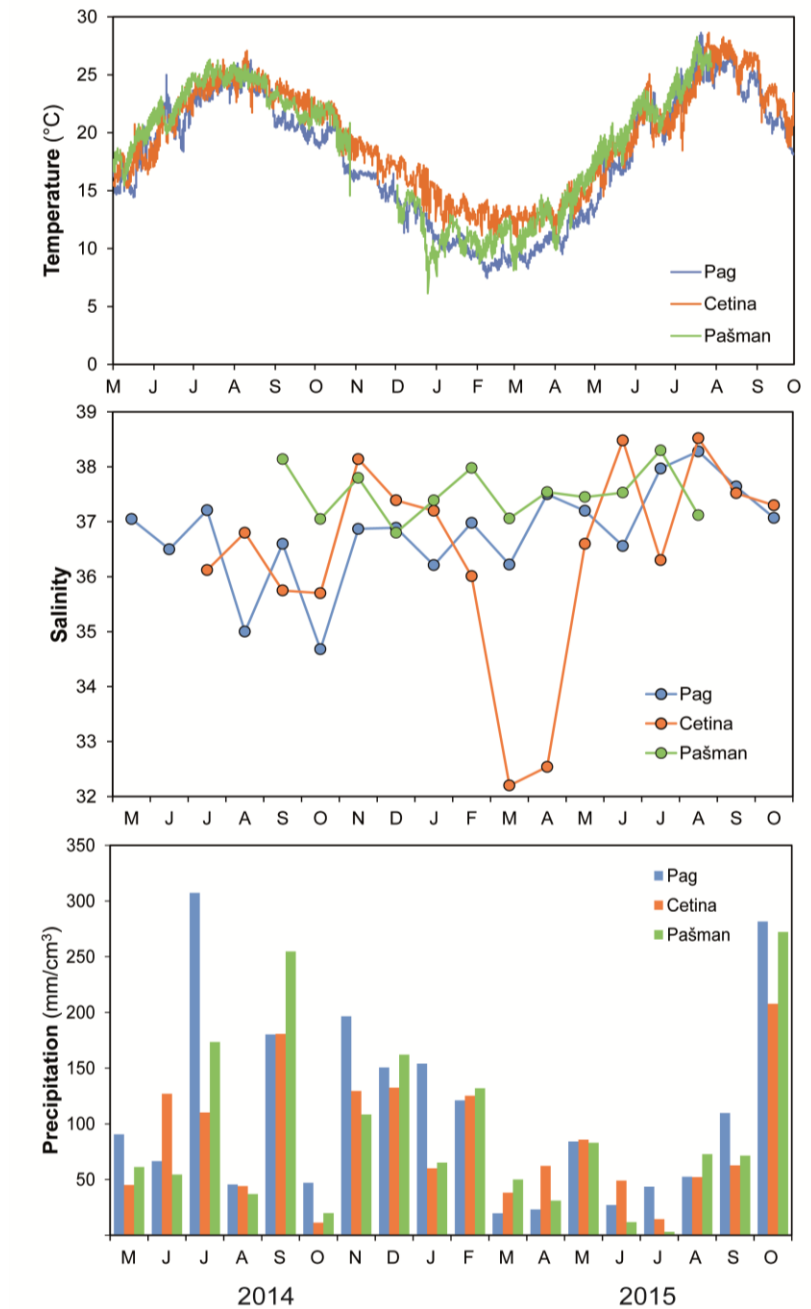 30
25
20
15
10
5
0
Temperature (°C)
Pag
Cetina
Pašman
M J J A S O N D J F M A M J J A S O
39
38
37
36
35
34
33
32
Salinity
Pag
Cetina
Pašman
M J J A S O N D J F M A M J J A S O
350
300
250
200
150
100
50
Precipitation (mm/cm³)
Pag
Cetina
Pašman
M J J A S O N D J F M A M J J A S O
2014 2015